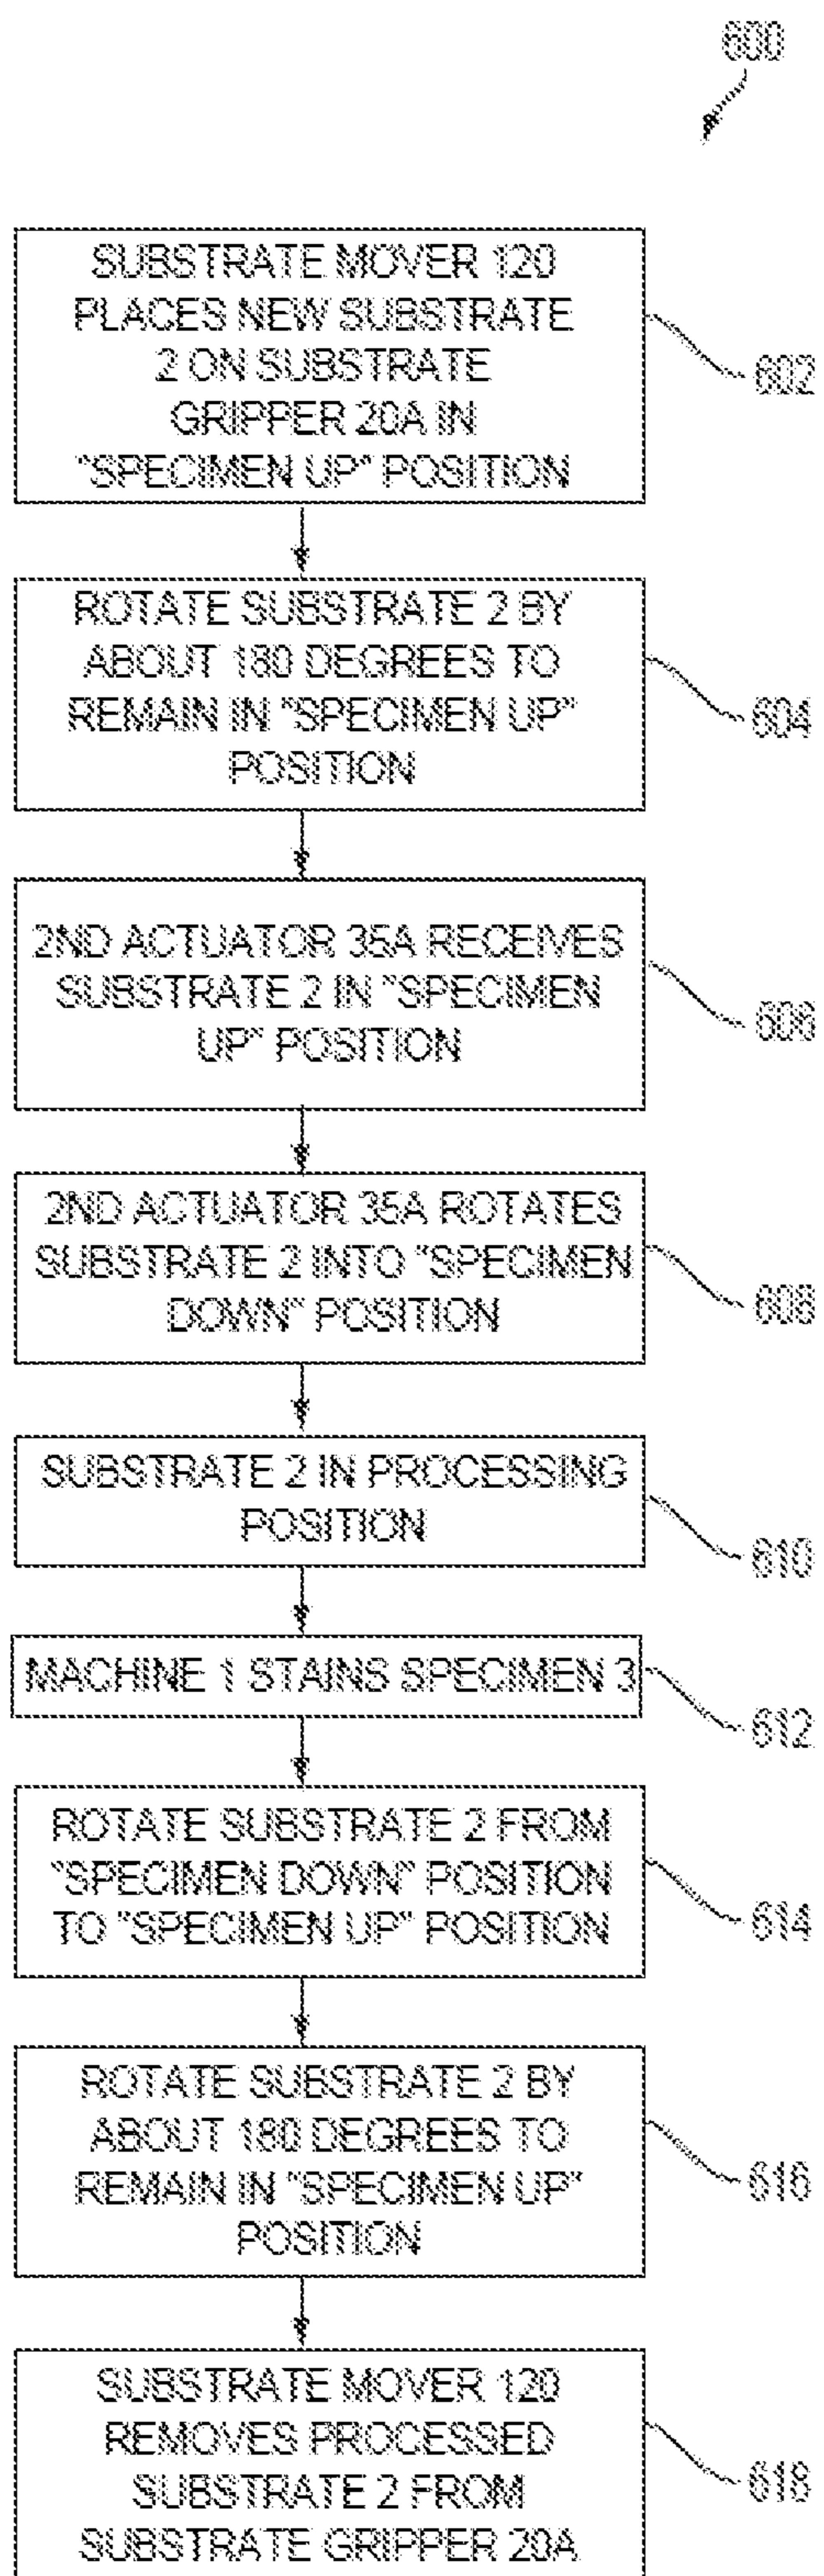 600
SUBSTRATE MOVER 120
PLACES NEW SUBSTRATE
2 ON SUBSTRATE
GRIPPER 20A IN
"SPECIMEN UP" POSITION
602
ROTATE SUBSTRATE 2 BY
ABOUT 180 DEGREES TO
REMAIN IN "SPECIMEN UP"
POSITION
604
2ND ACTUATOR 35A RECEIVES
SUBSTRATE 2 IN "SPECIMEN
UP" POSITION
606
2ND ACTUATOR 35A ROTATES
SUBSTRATE 2 INTO "SPECIMEN
DOWN" POSITION
608
SUBSTRATE 2 IN PROCESSING
POSITION
610
MACHINE 1 STAINS SPECIMEN 3
612
ROTATE SUBSTRATE 2 FROM
"SPECIMEN DOWN" POSITION
TO "SPECIMEN UP" POSITION
614
ROTATE SUBSTRATE 2 BY
ABOUT 180 DEGREES TO
REMAIN IN "SPECIMEN UP"
POSITION
616
SUBSTRATE MOVER 120
REMOVES PROCESSED
SUBSTRATE 2 FROM
SUBSTRATE GRIPPER 20A
618